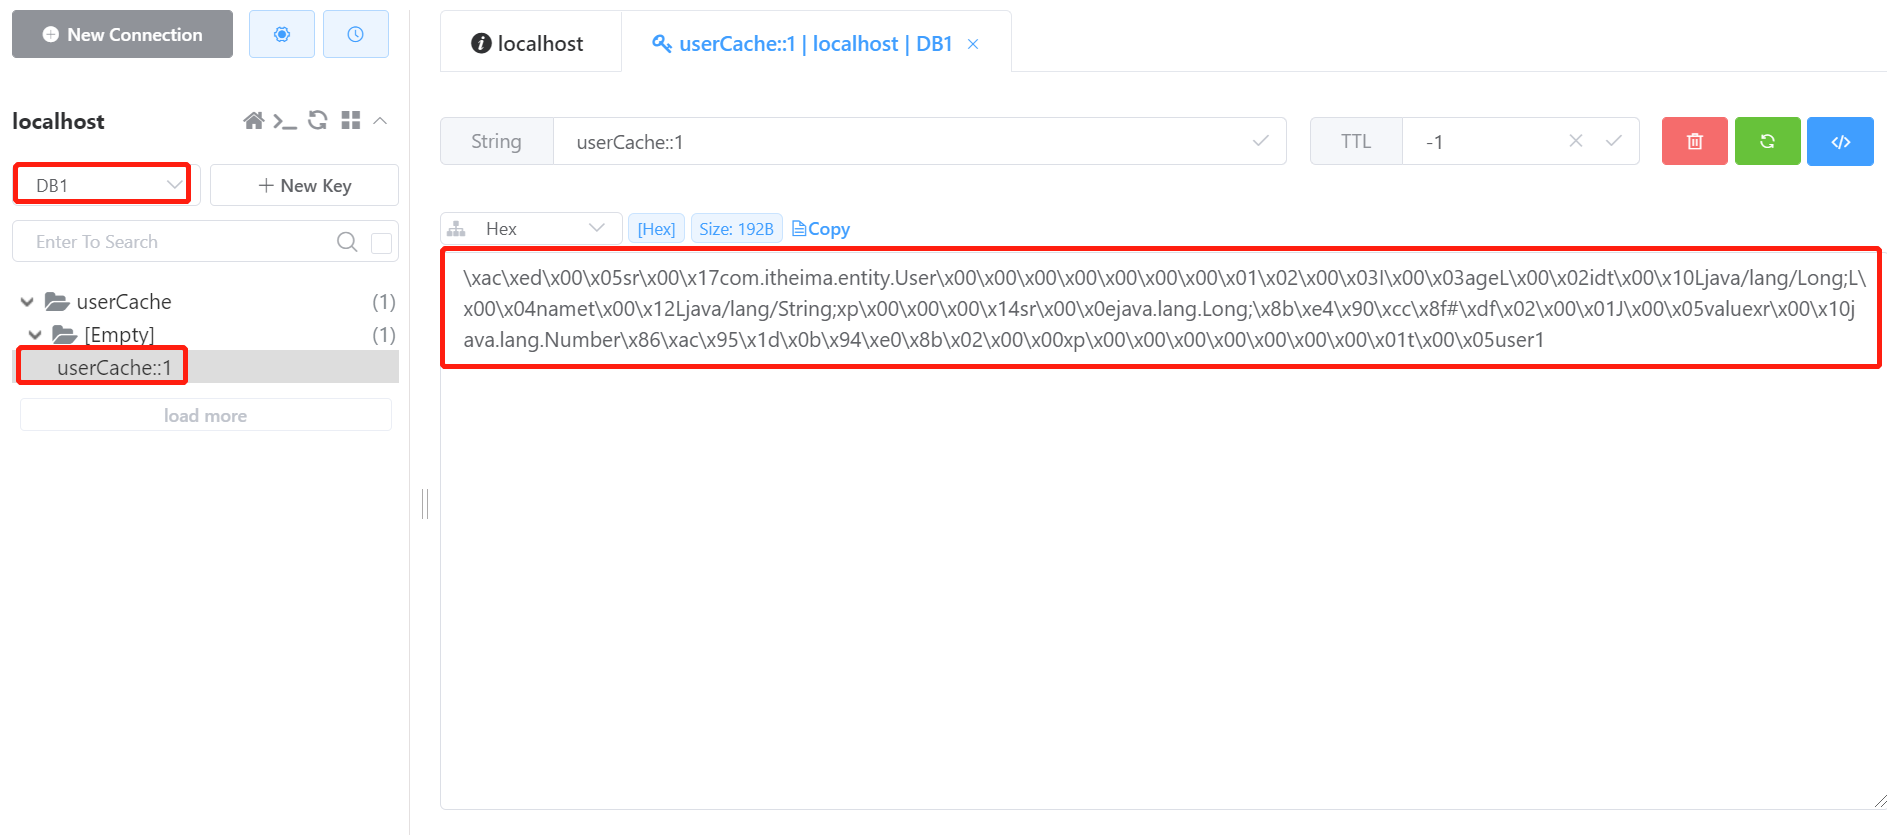 New Connection
localhost
DB1
New Key
Enter To Search
userCache (1)
[Empty] (1)
userCache::1
load more
localhost
userCache::1 | localhost | DB1
String
userCache::1
TTL
-1
Hex
[Hex]
Size: 192B
Copy
\xac\xed\x00\x05sr\x00\x17com.itheima.entity.User\x00\x00\x00\x00\x00\x00\x00\x01\x02\x00\x03I\x00\x03ageL\x00\x02idt\x00\x10Ljava/lang/Long;L\
x00\x04namet\x00\x12Ljava/lang/String;xp\x00\x00\x00\x14sr\x00\x0ejava.lang.Long;\x8b\xe4\x90\xcc\x8f#\xdf\x02\x00\x01J\x00\x05valuexr\x00\x10j
ava.lang.Number\x86\xac\x95\x1d\x0b\x94\xe0\x8b\x02\x00\x00xp\x00\x00\x00\x00\x00\x00\x00\x01t\x00\x05user1